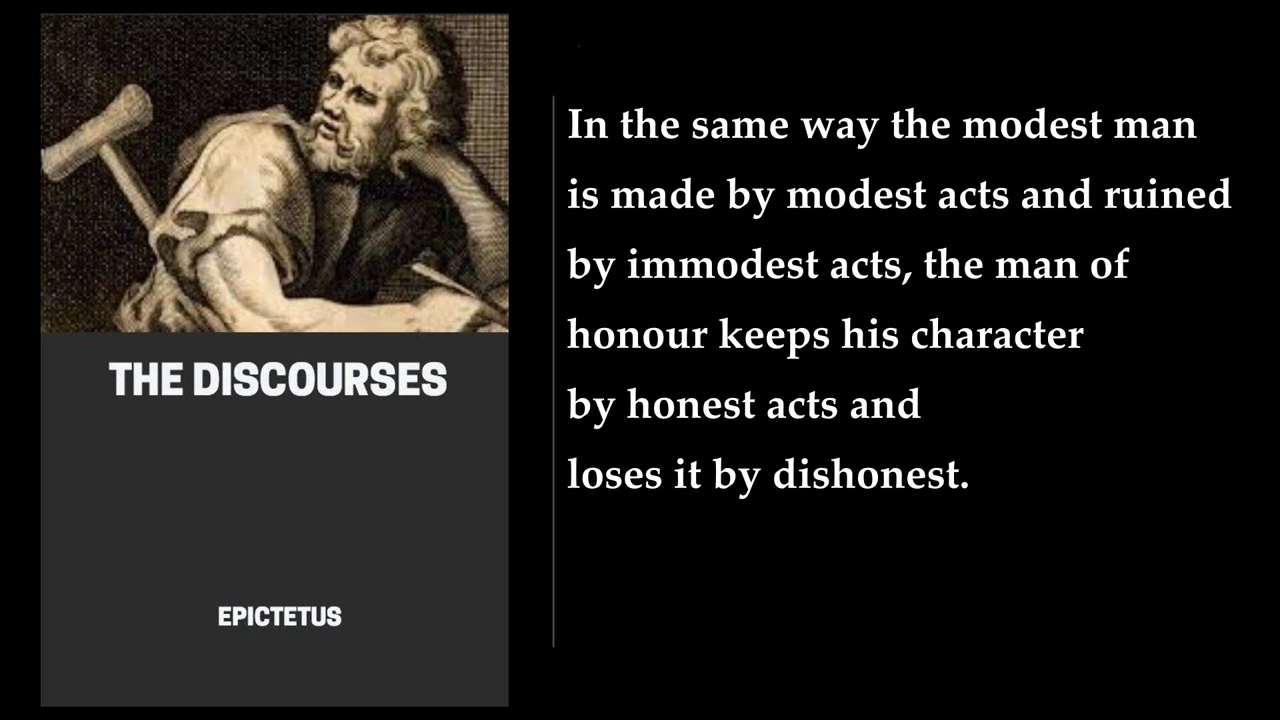 THE DISCOURSES
EPICTETUS
In the same way the modest man
is made by modest acts and ruined
by immodest acts, the man of
honour keeps his character
by honest acts and
loses it by dishonest.